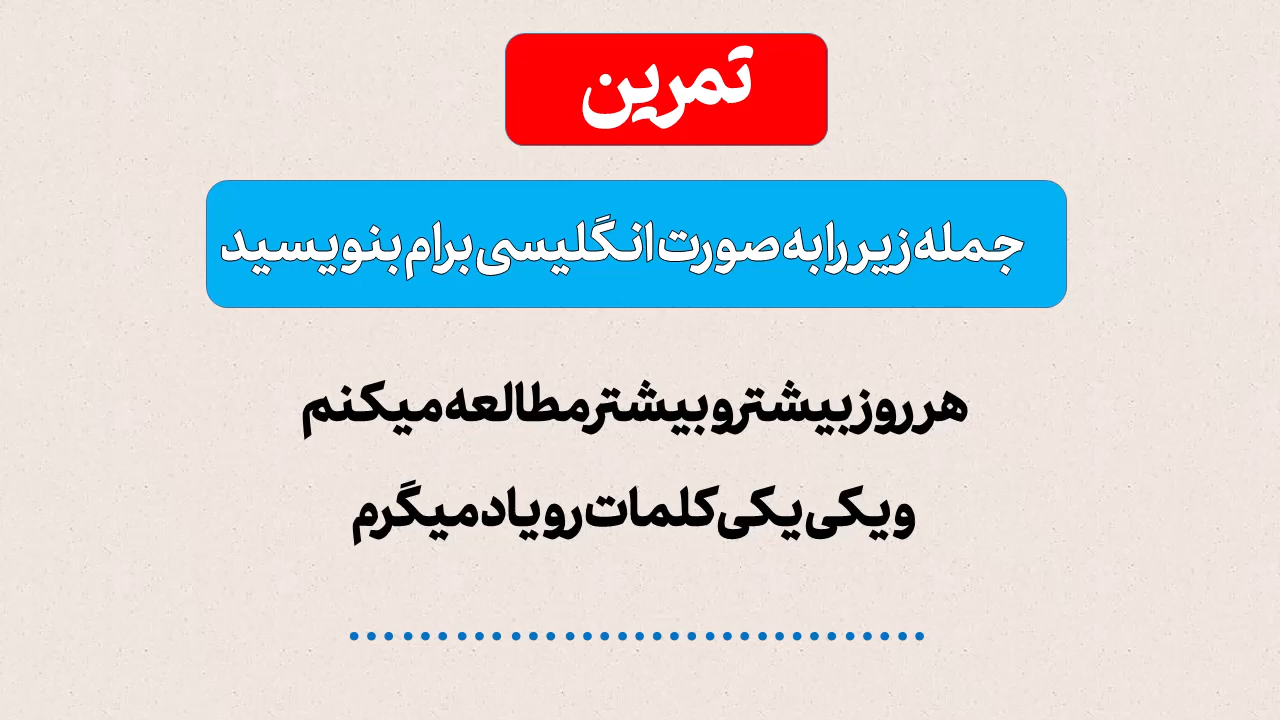 تمرین
جمله زیر را به صورت انگلیسی برام بنویسید
هر روز بیشتر و بیشتر مطالعه میکنم
و یکی یکی کلمات رو یاد میگرم